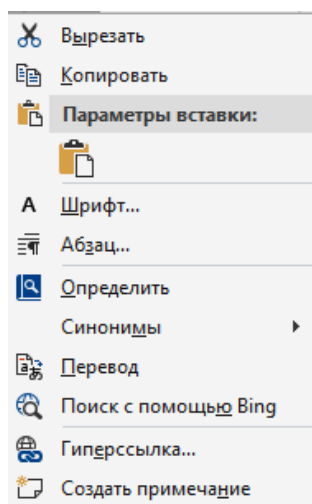 Вырезать
Копировать
Параметры вставки:
Шрифт...
Абзац...
Определить
Синонимы
Перевод
Поиск с помощью Bing
Гиперссылка...
Создать примечание